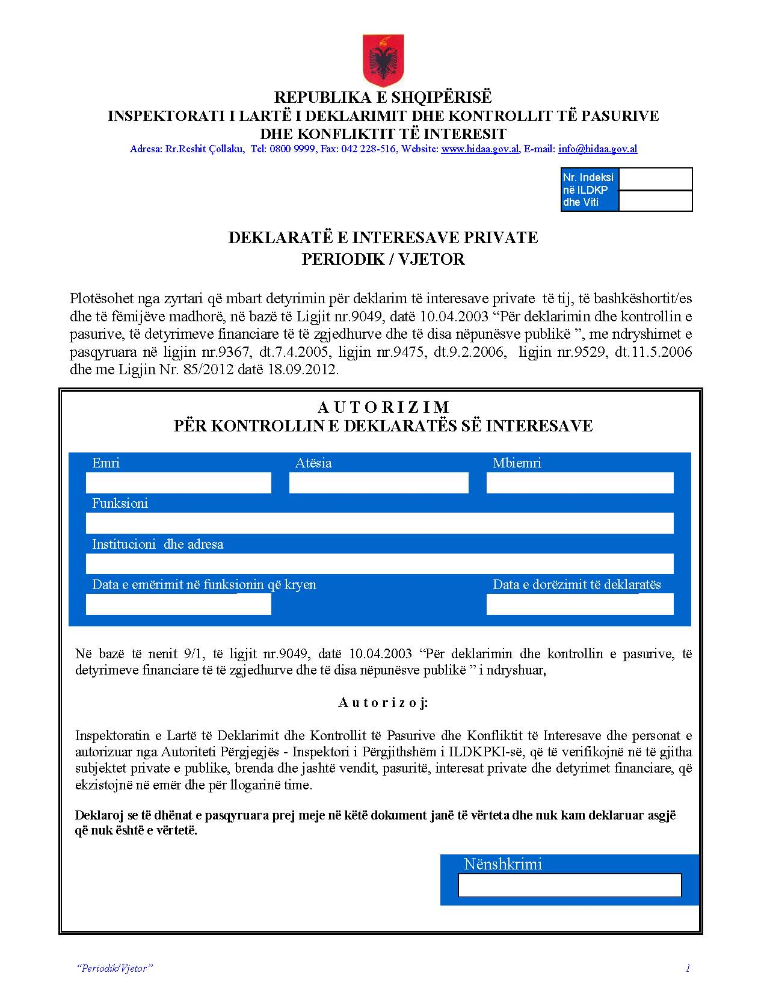 REPUBLIKA E SHQIPËRISË
INSPEKTORATI I LARTË I DEKLARIMIT DHE KONTROLLIT TË PASURIVE
DHE KONFLIKTIT TË INTERESIT
Adresa: Rr.Reshit Çollaku, Tel: 0800 9999, Fax: 042 228-516, Website: www.hidaa.gov.al, E-mail: info@hidaa.gov.al
Nr. Indeksi
në ILDKP
dhe Viti
DEKLARATË E INTERESAVE PRIVATE
PERIODIK / VJETOR
Plotësohet nga zyrtari që mbart detyrimin për deklarim të interesave private të tij, të bashkëshortit/es
dhe të fëmijëve madhorë, në bazë të Ligjit nr.9049, datë 10.04.2003 “Për deklarimin dhe kontrollin e
pasurive, të detyrimeve financiare të të zgjedhurve dhe të disa nëpunësve publikë ”, me ndryshimet e
pasqyruara në ligjin nr.9367, dt.7.4.2005, ligjin nr.9475, dt.9.2.2006, ligjin nr.9529, dt.11.5.2006
dhe me Ligjin Nr. 85/2012 datë 18.09.2012.
A U T O R I Z I M
PËR KONTROLLIN E DEKLARATËS SË INTERESAVE
Emri Atësia Mbiemri
Funksioni
Institucioni dhe adresa
Data e emërimit në funksionin që kryen Data e dorëzimit të deklaratës
Në bazë të nenit 9/1, të ligjit nr.9049, datë 10.04.2003 “Për deklarimin dhe kontrollin e pasurive, të
detyrimeve financiare të të zgjedhurve dhe të disa nëpunësve publikë ” i ndryshuar,
A u t o r i z o j:
Inspektoratin e Lartë të Deklarimit dhe Kontrollit të Pasurive dhe Konfliktit të Interesave dhe personat e
autorizuar nga Autoriteti Përgjegjës - Inspektori i Përgjithshëm i ILDKPKI-së, që të verifikojnë në të gjitha
subjektet private e publike, brenda dhe jashtë vendit, pasuritë, interesat private dhe detyrimet financiare, që
ekzistojnë në emër dhe për llogarinë time.
Deklaroj se të dhënat e pasqyruara prej meje në këtë dokument janë të vërteta dhe nuk kam deklaruar asgjë
që nuk është e vërtetë.
Nënshkrimi
“Periodik/Vjetor” 1